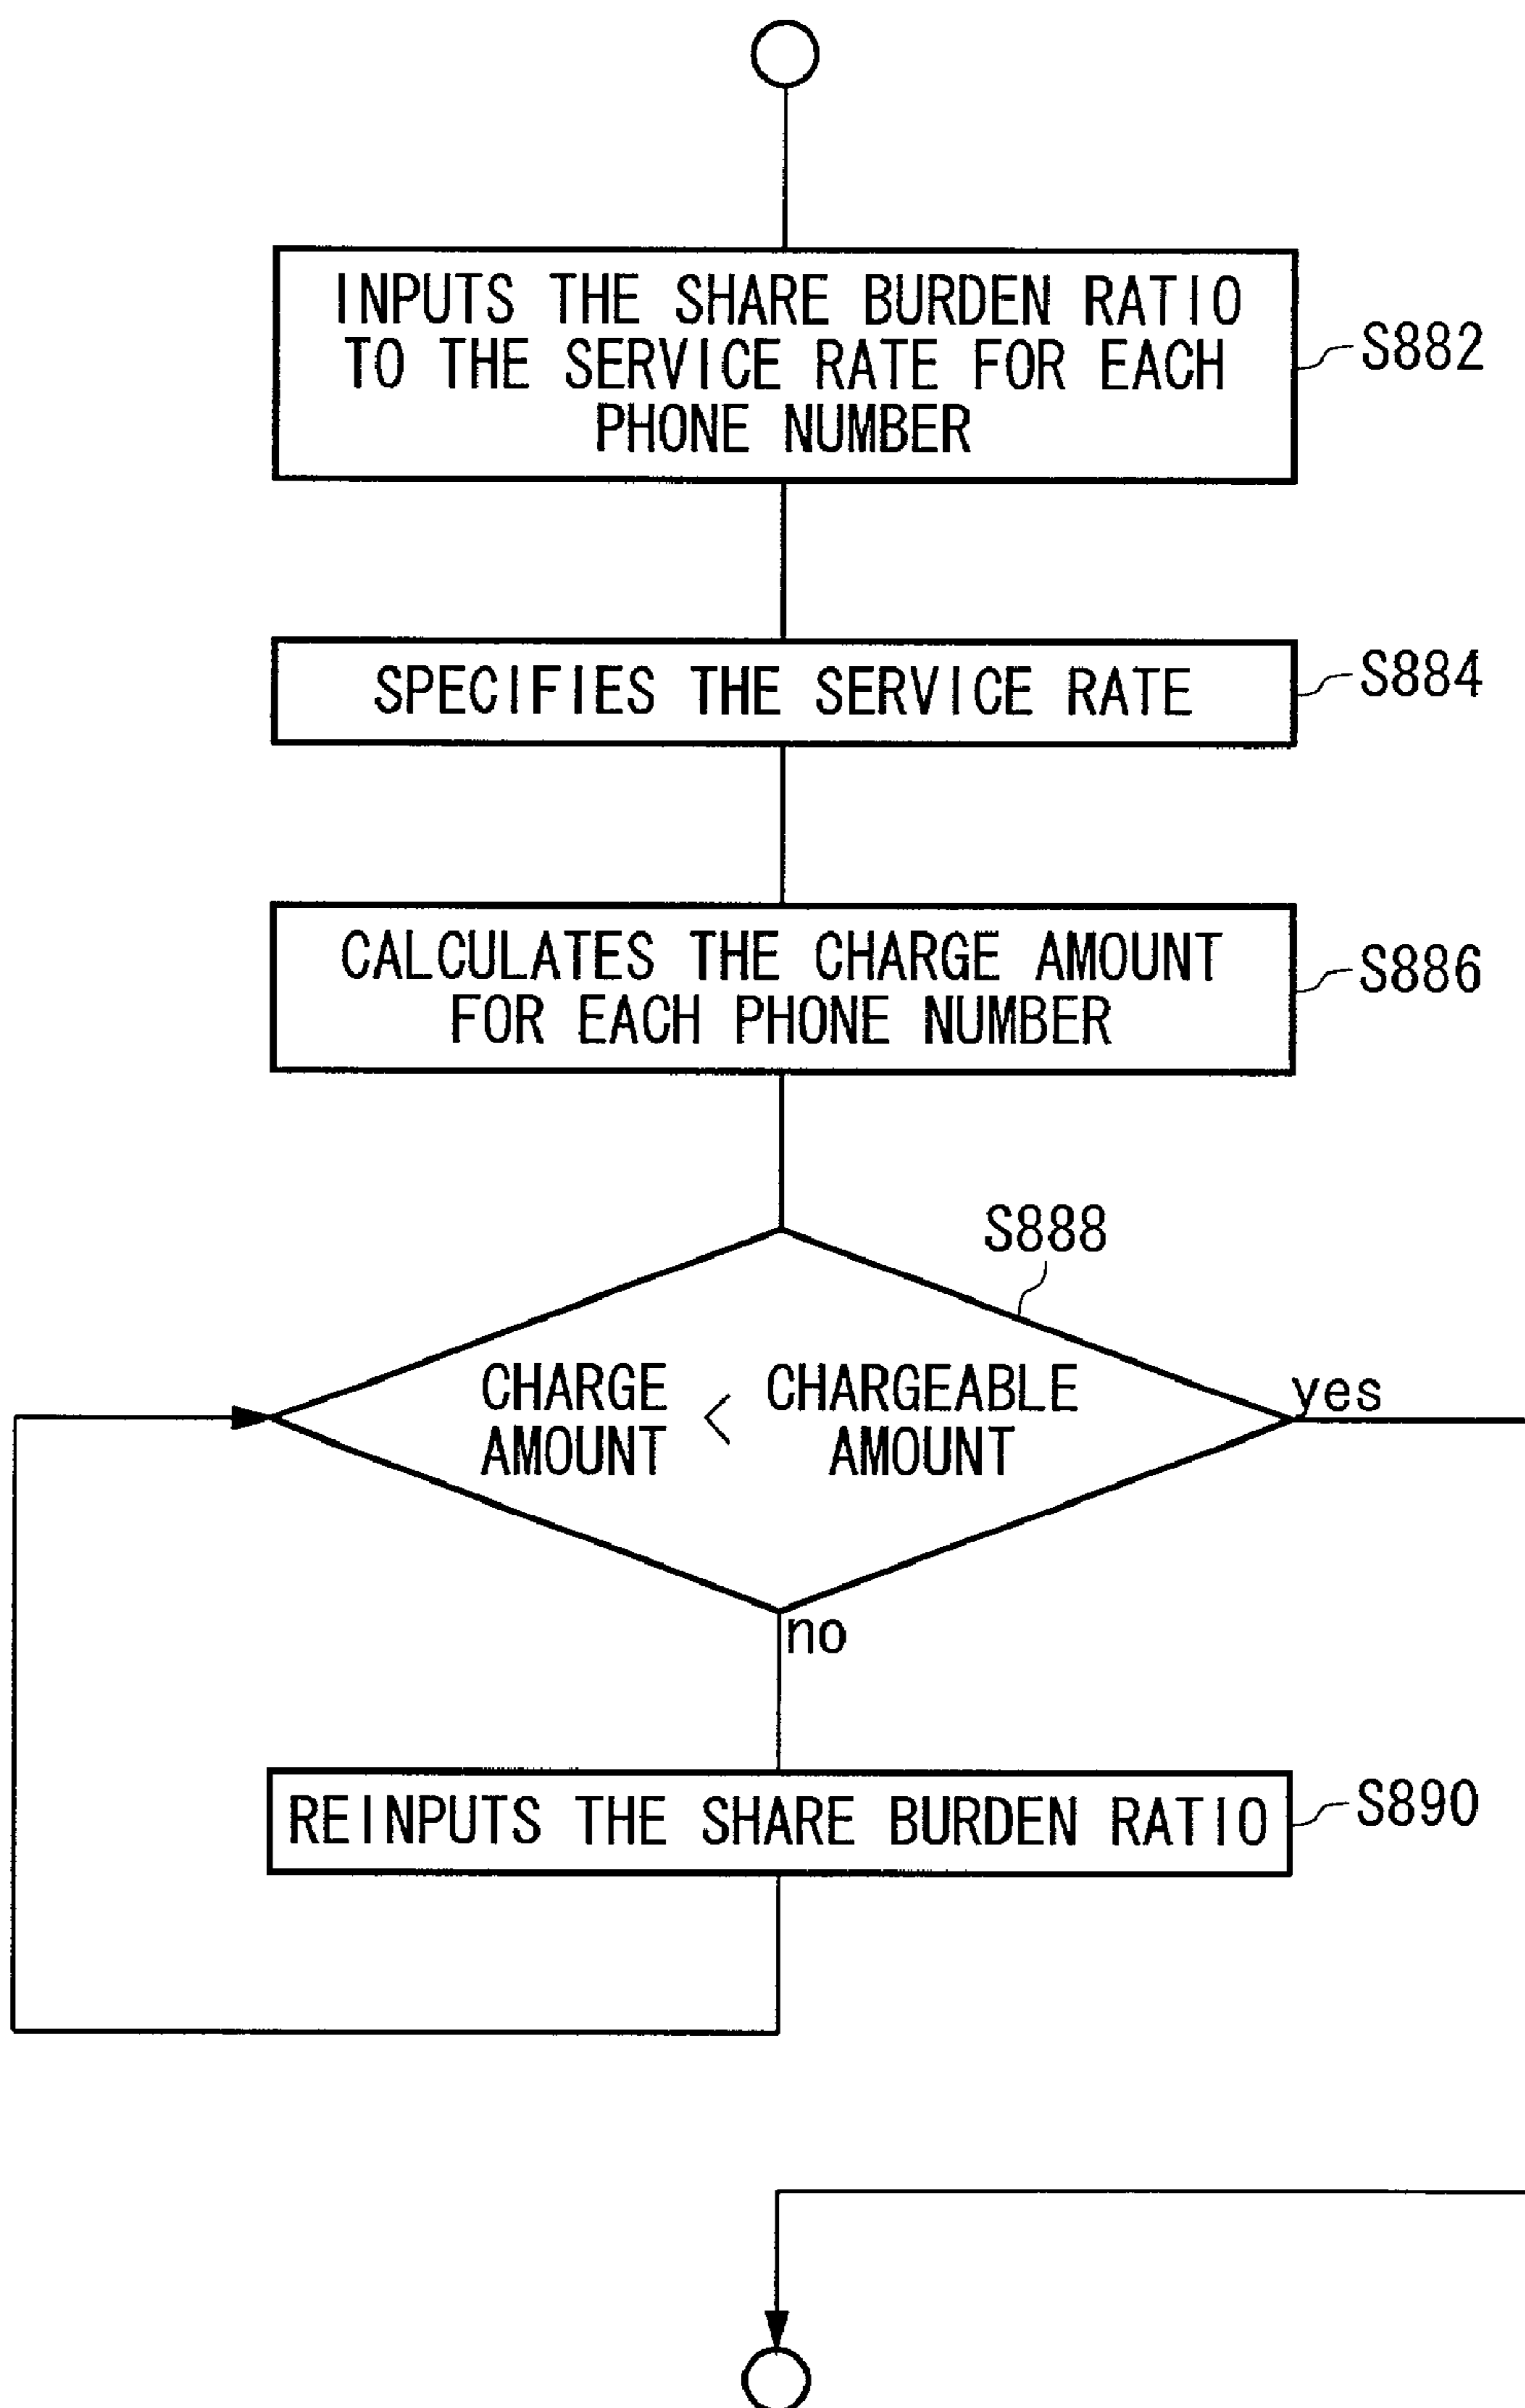 INPUTS THE SHARE BURDEN RATIO
TO THE SERVICE RATE FOR EACH
PHONE NUMBER
S882
SPECIFIES THE SERVICE RATE
S884
CALCULATES THE CHARGE AMOUNT
FOR EACH PHONE NUMBER
S886
S888
CHARGE < CHARGEABLE
AMOUNT AMOUNT
yes
no
REINPUTS THE SHARE BURDEN RATIO
S890